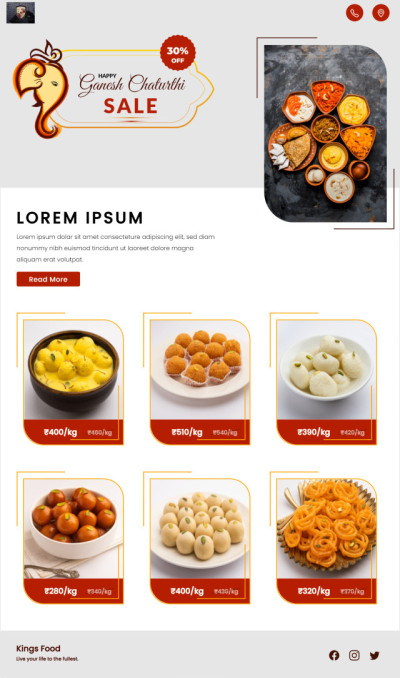 30%
OFF
HAPPY
Ganesh Chaturthi
SALE
LOREM IPSUM
Lorem ipsum dolor sit amet consecteture adipiscing elit, sed diam
nonummy nibh euismod tincidunt ut laoreet dolore magna
aliquam erat volutpat.
Read More
₹400/kg ₹460/kg
₹510/kg ₹540/kg
₹390/kg ₹420/kg
₹280/kg ₹340/kg
₹400/kg ₹430/kg
₹320/kg ₹370/kg
Kings Food
Live your life to the fullest.